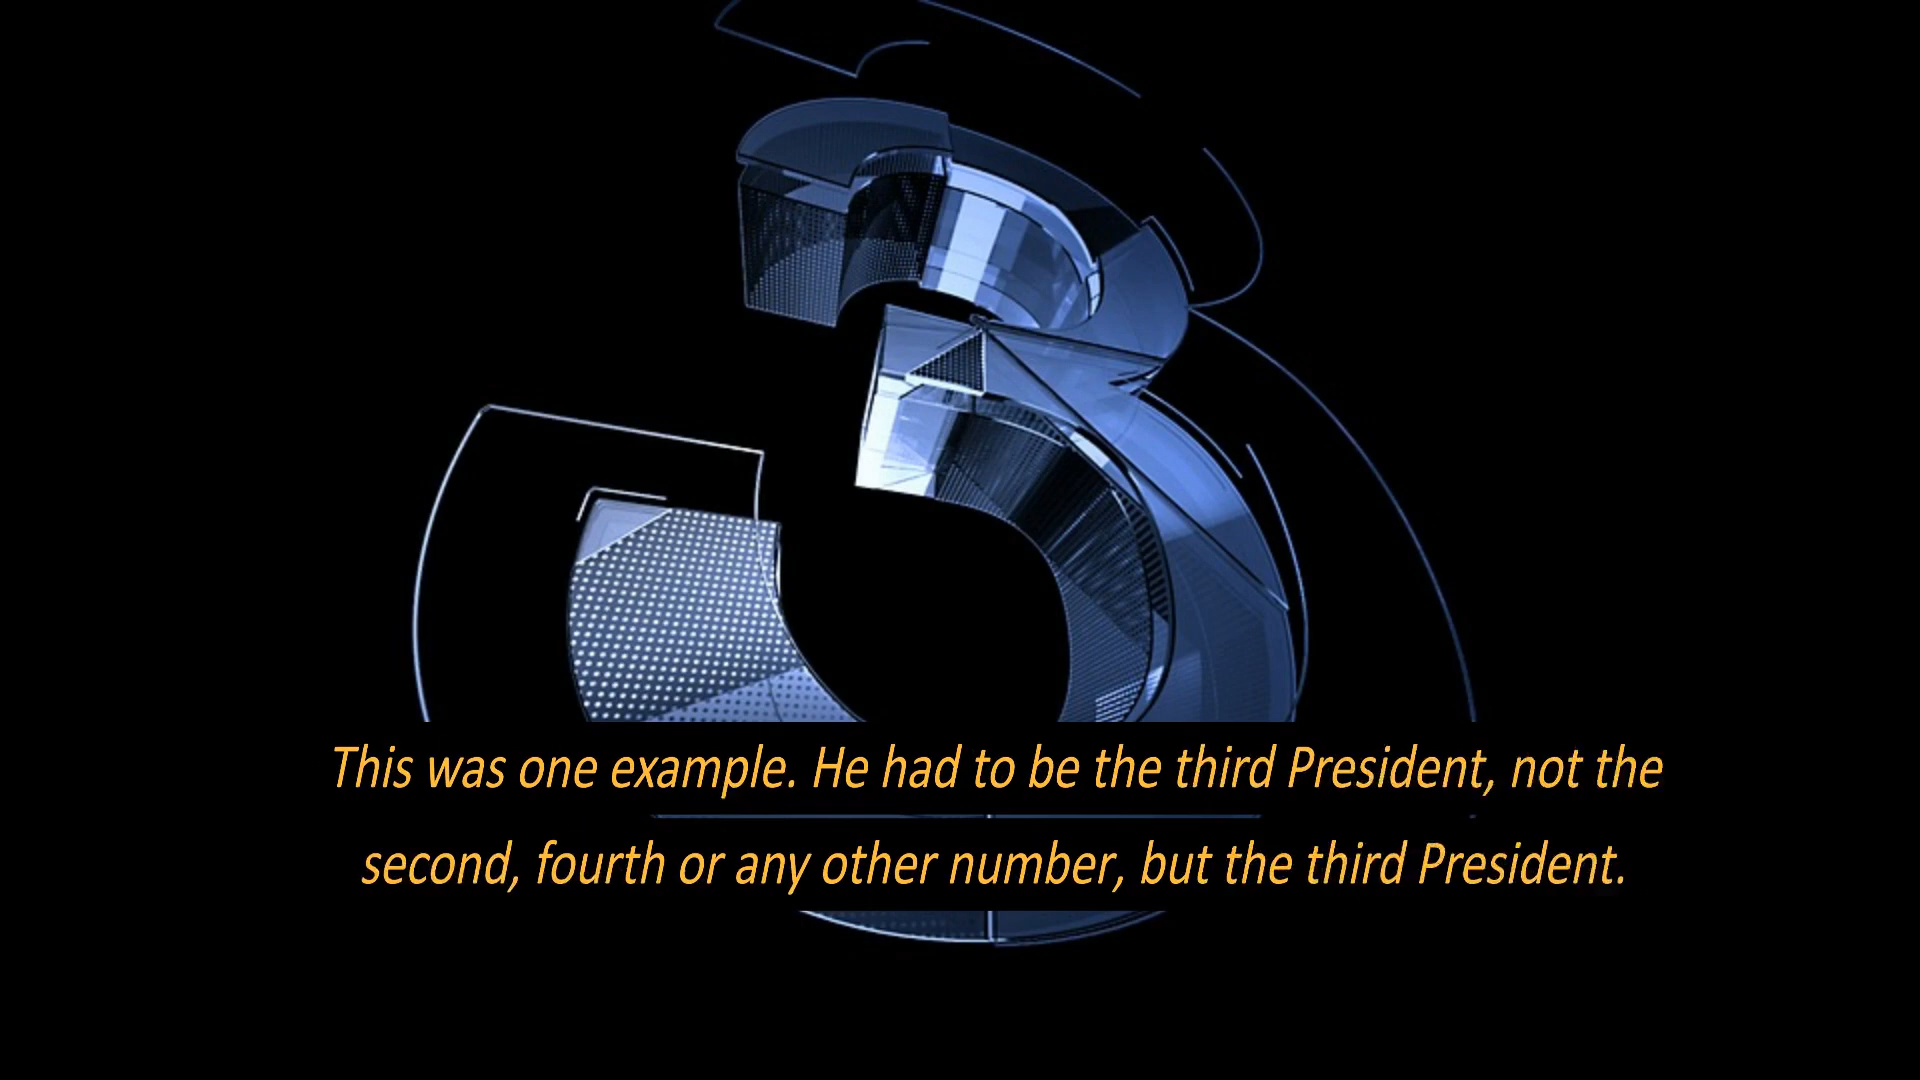 This was one example. He had to be the third President, not the
second, fourth or any other number, but the third President.